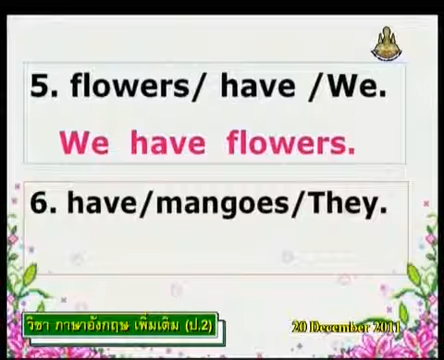 5. flowers/ have /We.
We have flowers.
6. have/mangoes/They.
วิชา ภาษาอังกฤษ เพิ่มเติม (ป.2)
20 December 2011